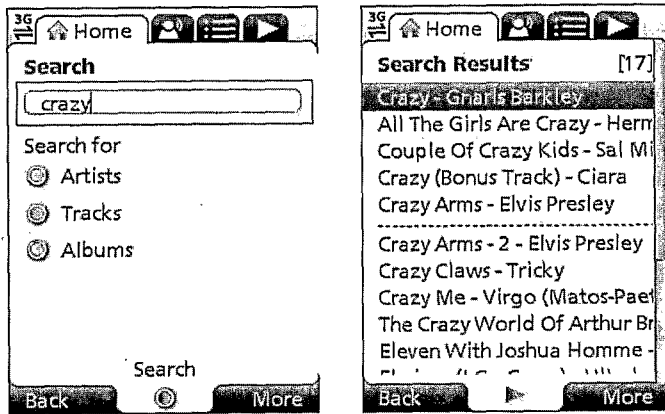 3G Home
Search
crazy
Search for
Artists
Tracks
Albums
Search
Back More
3G Home
Search Results [17]
Crazy - Gnarls Barkley
All The Girls Are Crazy - Herm
Couple Of Crazy Kids - Sal Mi
Crazy (Bonus Track) - Ciara
Crazy Arms - Elvis Presley
Crazy Arms - 2 - Elvis Presley
Crazy Claws - Tricky
Crazy Me - Virgo (Matos-Paet
The Crazy World Of Arthur Br
Eleven With Joshua Homme -
Back More